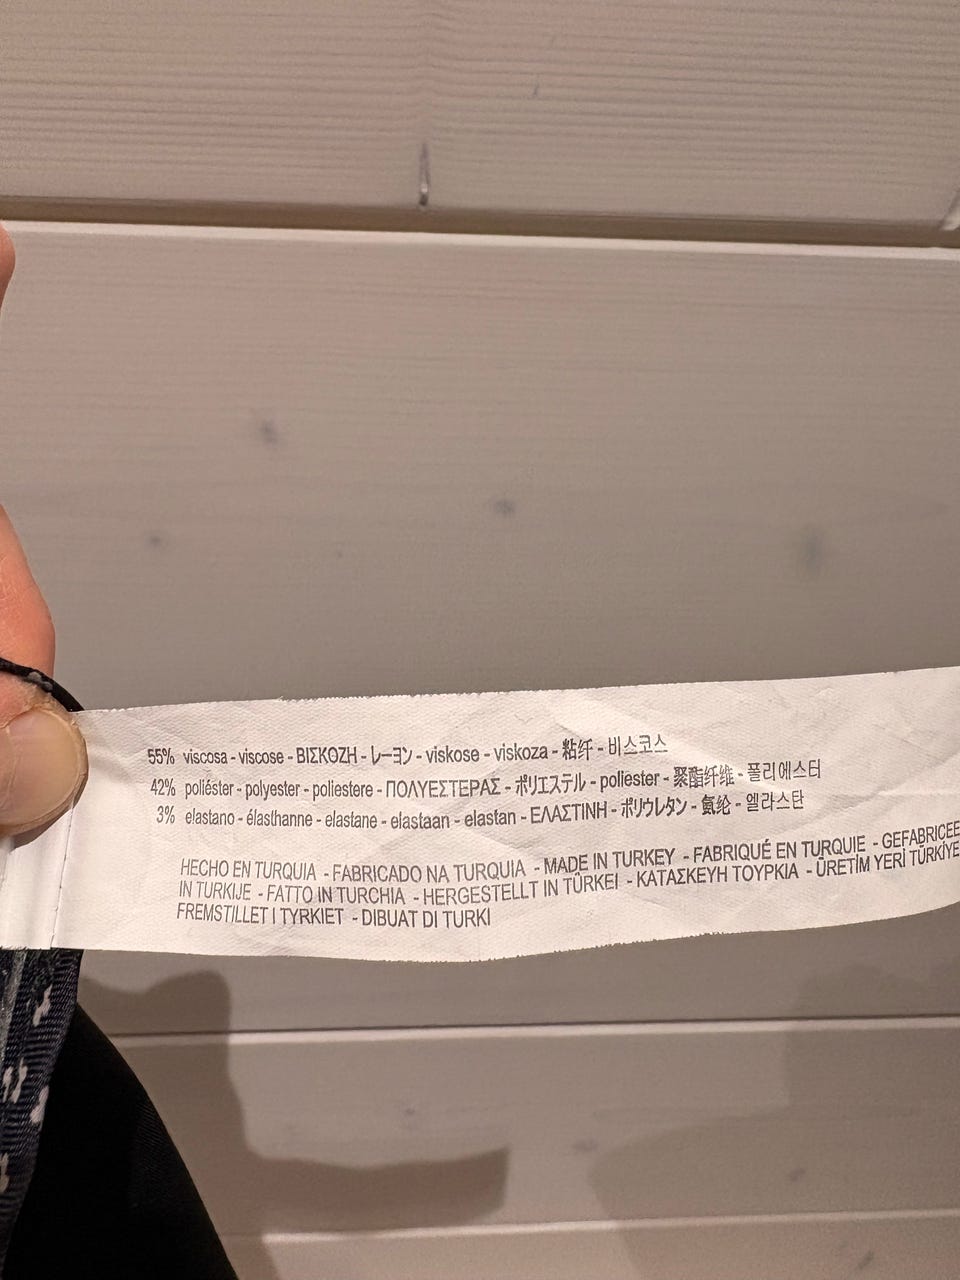 55% viscosa - viscose - ΒΙΣΚΟΖΗ - レーヨン - viskose - viskoza - 粘纤 - 비스코스
42% poliéster - polyester - poliestere - ΠΟΛΥΕΣΤΕΡΑΣ - ポリエステル - poliester - 聚酯纤维 - 폴리에스터
3% elastano - élasthanne - elastane - elastaan - elastan - ΕΛΑΣΤΙΝΗ - ポリウレタン - 氨纶 - 엘라스탄
HECHO EN TURQUIA - FABRICADO NA TURQUIA - MADE IN TURKEY - FABRIQUÉ EN TURQUIE - GEFABRICEE
IN TURKIJE - FATTO IN TURCHIA - HERGESTELLT IN TÜRKEI - ΚΑΤΑΣΚΕΥΗ ΤΟΥΡΚΙΑ - ÜRETİM YERİ TÜRKİYE
FREMSTILLET I TYRKIET - DIBUAT DI TURKI